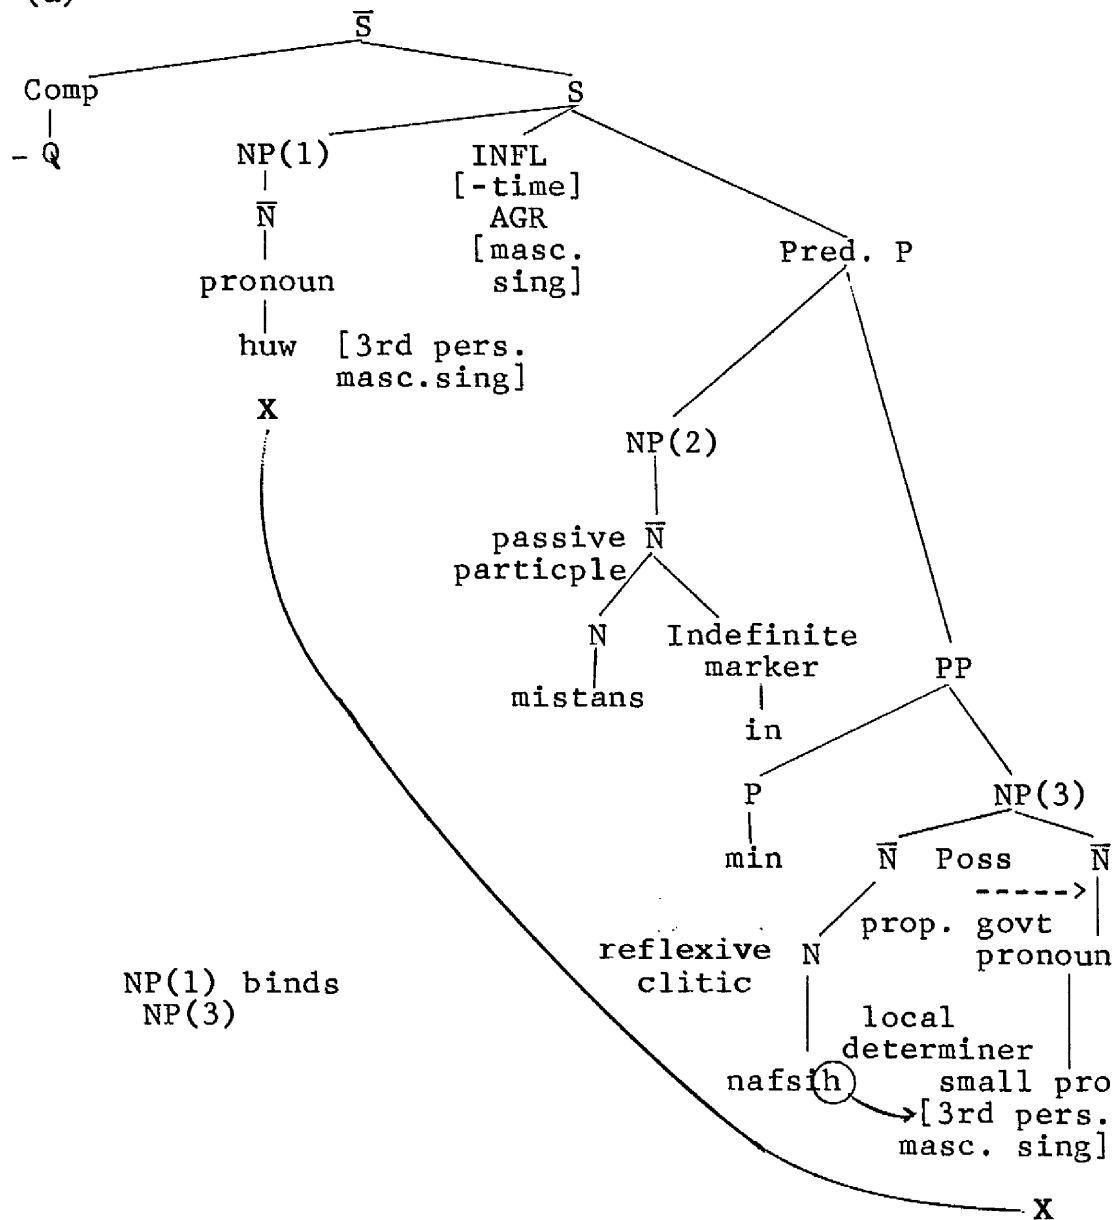 S̅
Comp S
- Q NP(1) INFL
[-time]
N̅ AGR
[masc.
sing] Pred. P
pronoun
huw [3rd pers.
masc.sing]
X
NP(2)
passive N̅
particple
N Indefinite
marker PP
mistans
in
P NP(3)
min N̅ Poss N̅
----->
prop. govt
reflexive N pronoun
clitic
NP(1) binds
NP(3)
local
determiner
nafsih small pro
[3rd pers.
masc. sing]
X